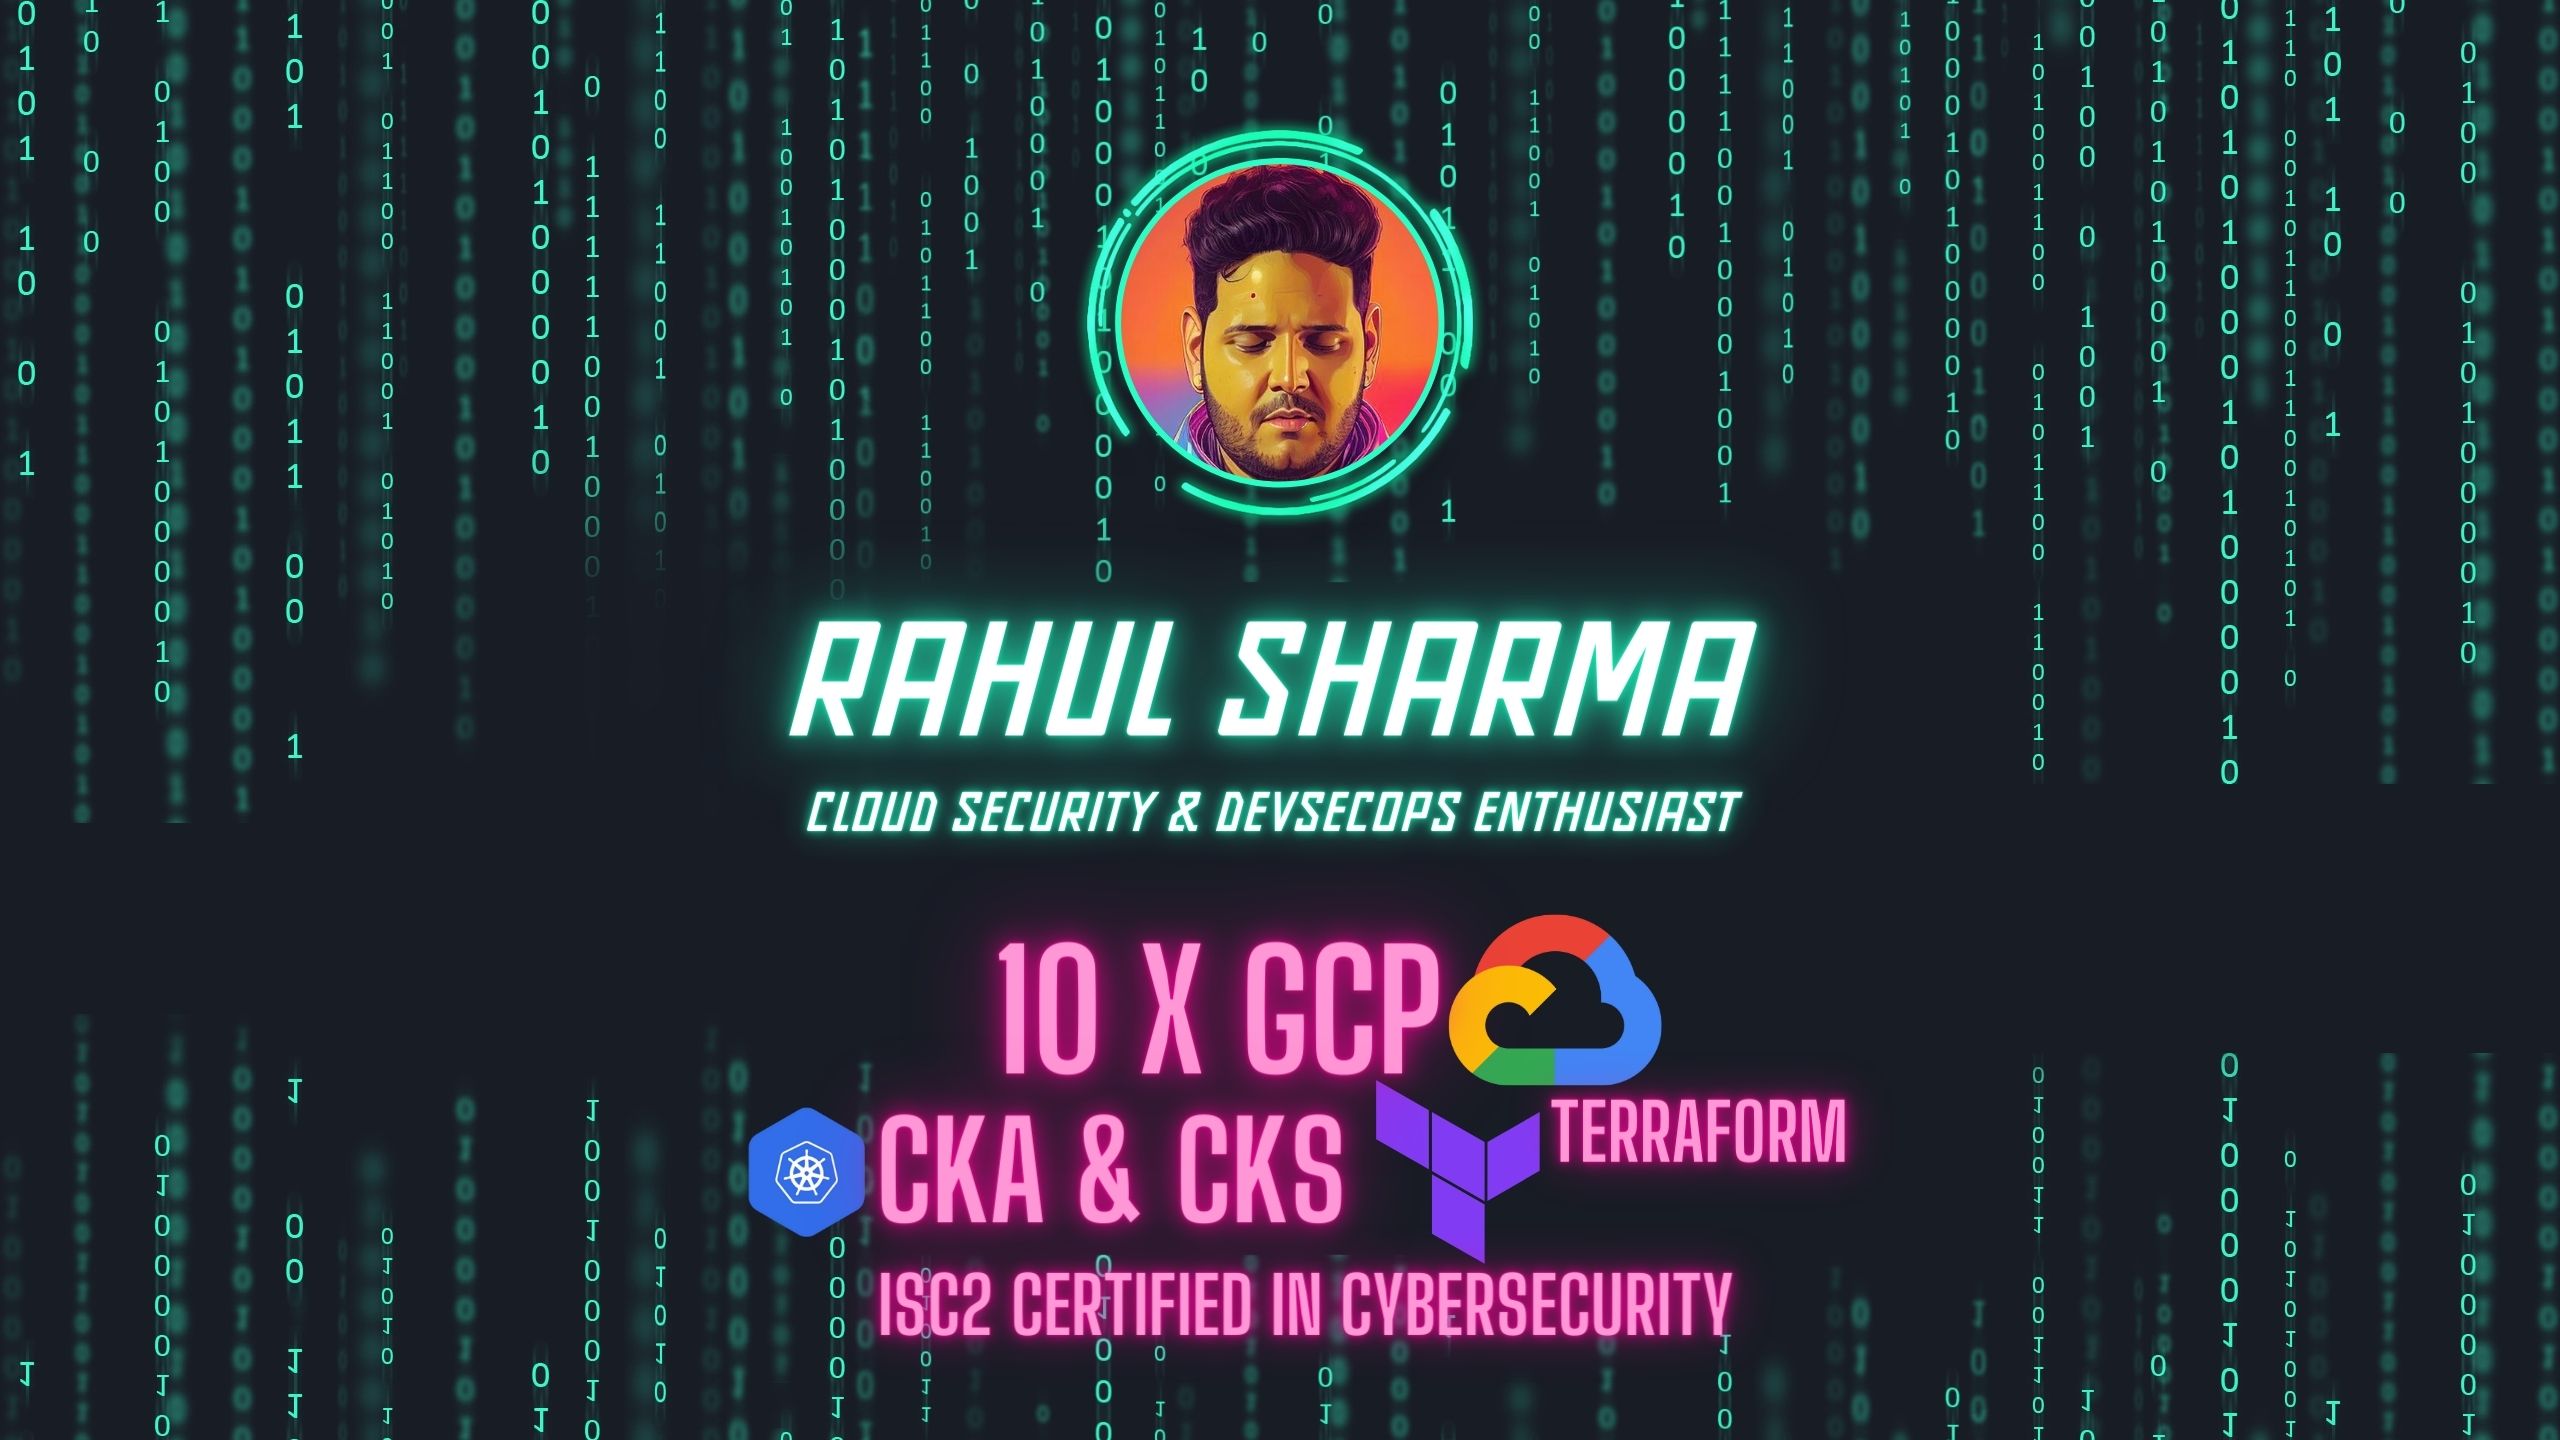 RAHUL SHARMA
CLOUD SECURITY & DEVSECOPS ENTHUSIAST
10 X GCP
CKA & CKS
TERRAFORM
ISC2 CERTIFIED IN CYBERSECURITY